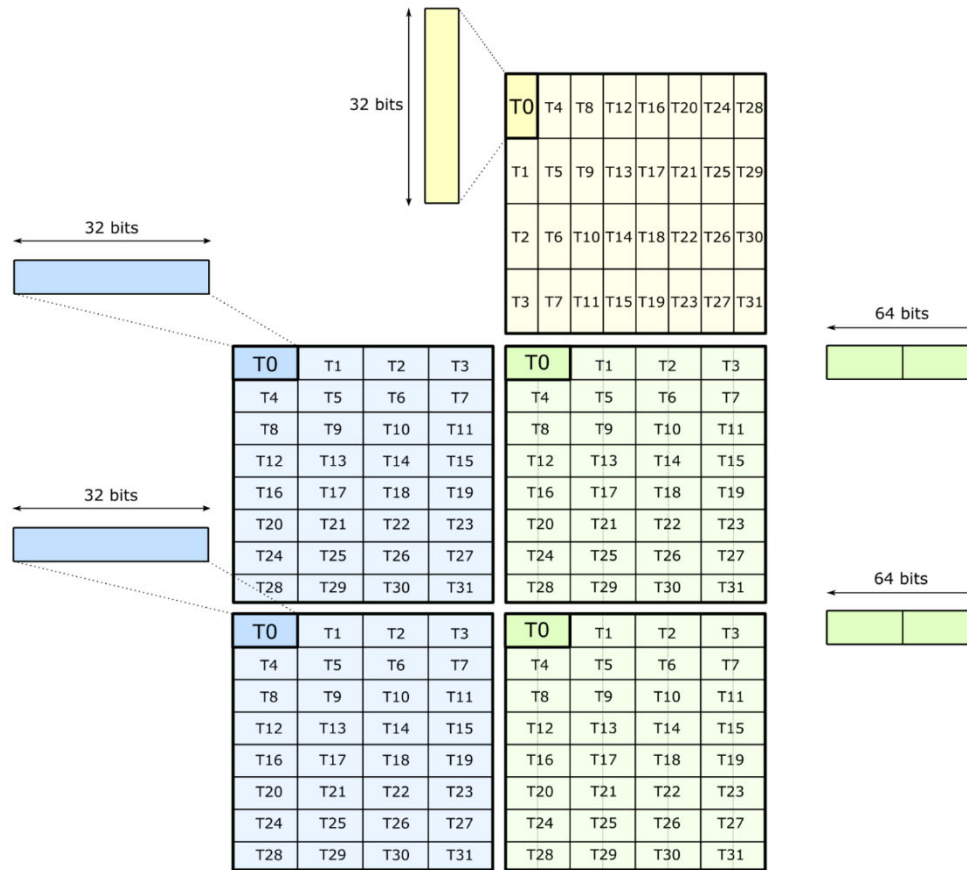 32 bits
T0 T4 T8 T12 T16 T20 T24 T28
T1 T5 T9 T13 T17 T21 T25 T29
T2 T6 T10 T14 T18 T22 T26 T30
T3 T7 T11 T15 T19 T23 T27 T31
32 bits
64 bits
T0 T1 T2 T3 T0 T1 T2 T3
T4 T5 T6 T7 T4 T5 T6 T7
T8 T9 T10 T11 T8 T9 T10 T11
T12 T13 T14 T15 T12 T13 T14 T15
T16 T17 T18 T19 T16 T17 T18 T19
T20 T21 T22 T23 T20 T21 T22 T23
T24 T25 T26 T27 T24 T25 T26 T27
T28 T29 T30 T31 T28 T29 T30 T31
32 bits
64 bits
T0 T1 T2 T3 T0 T1 T2 T3
T4 T5 T6 T7 T4 T5 T6 T7
T8 T9 T10 T11 T8 T9 T10 T11
T12 T13 T14 T15 T12 T13 T14 T15
T16 T17 T18 T19 T16 T17 T18 T19
T20 T21 T22 T23 T20 T21 T22 T23
T24 T25 T26 T27 T24 T25 T26 T27
T28 T29 T30 T31 T28 T29 T30 T31